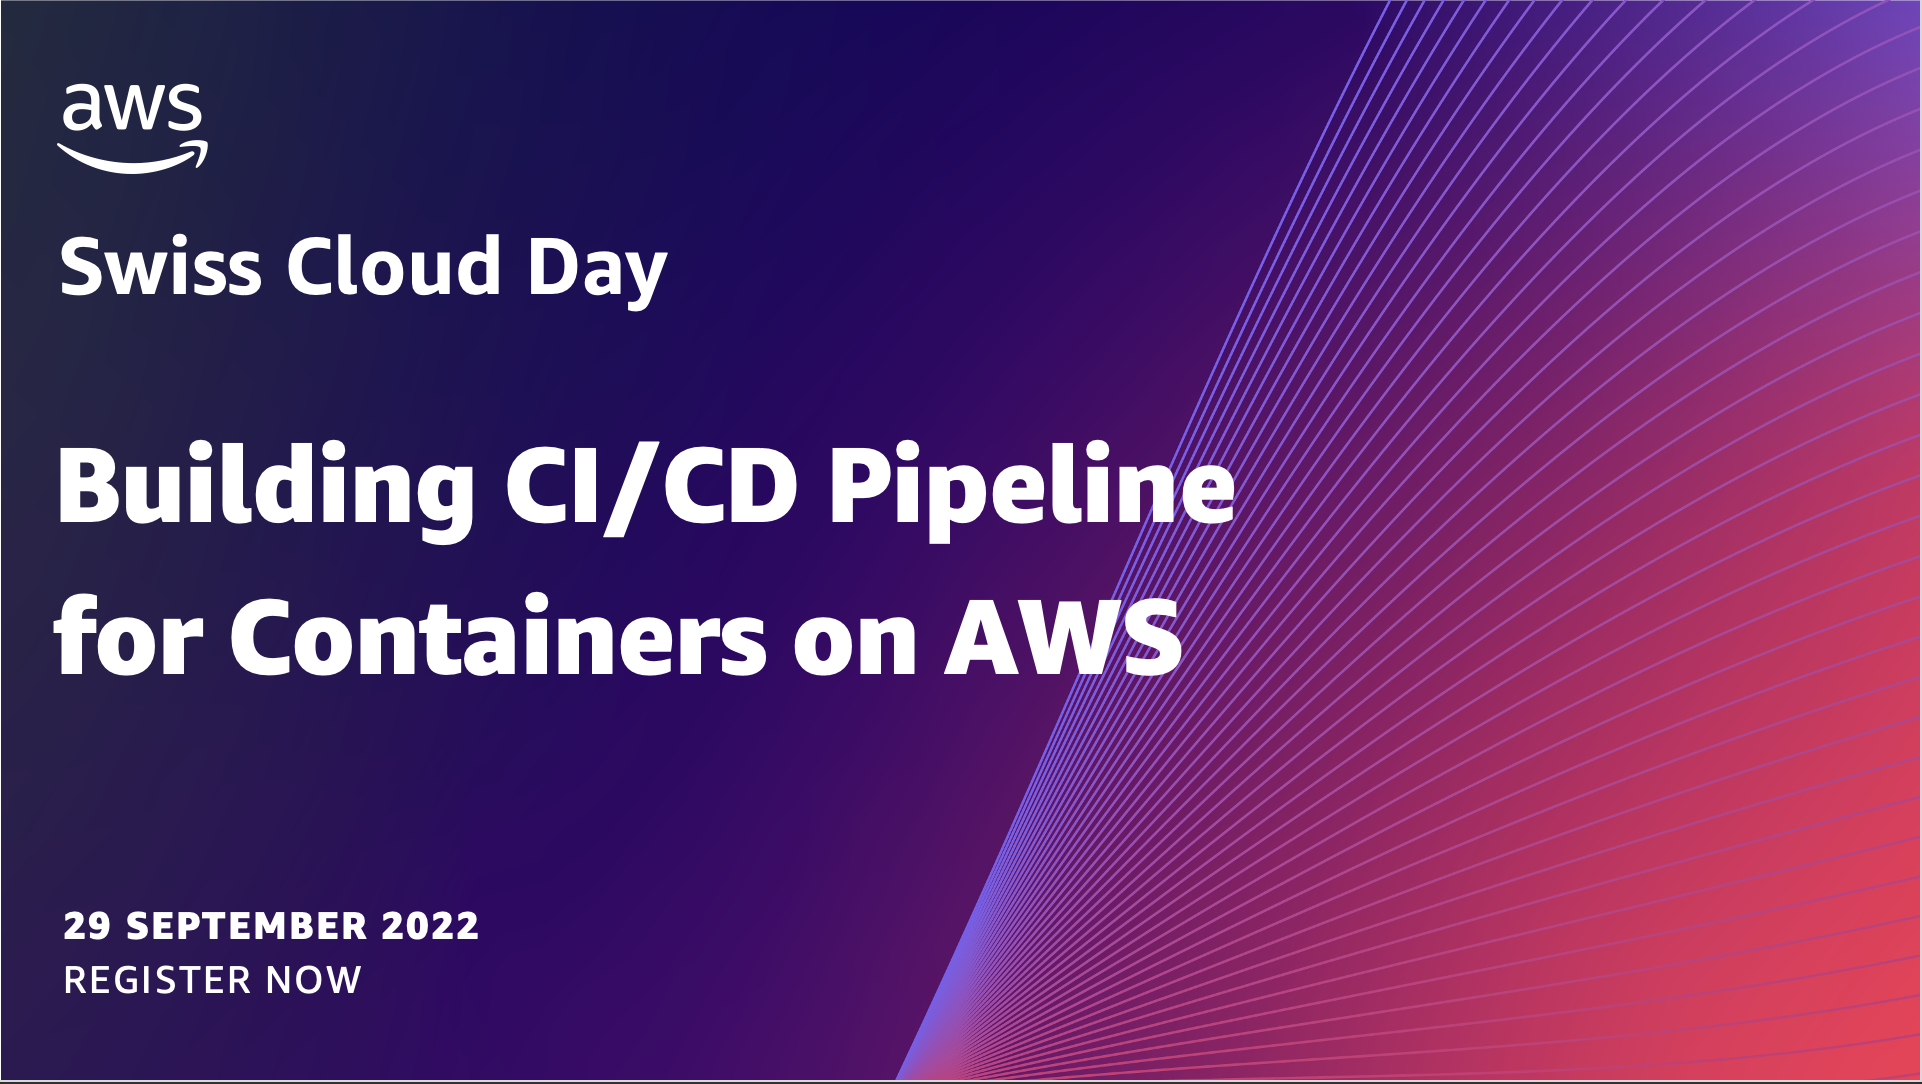 aws
Swiss Cloud Day
Building CI/CD Pipeline
for Containers on AWS
29 SEPTEMBER 2022
REGISTER NOW